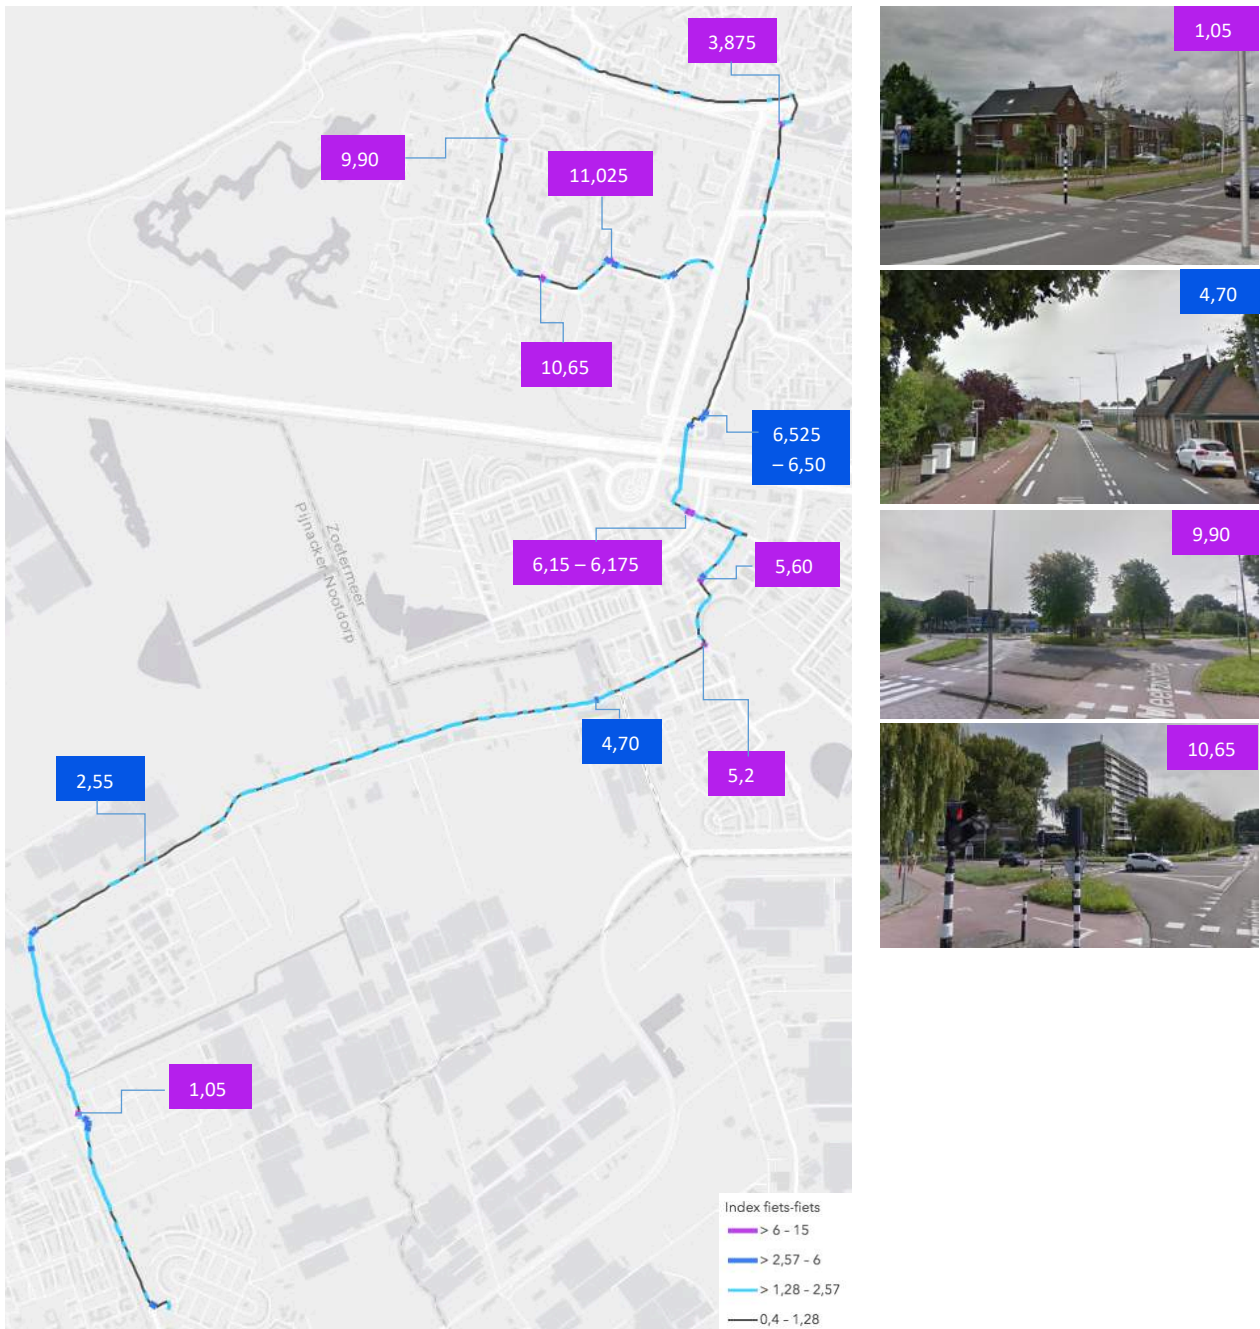 3,875
9,90
11,025
10,65
6,525
– 6,50
6,15 – 6,175
5,60
Zoetermeer
Pijnacker-Nootdorp
4,70
5,2
2,55
1,05
Index fiets-fiets
> 6 - 15
> 2,57 - 6
> 1,28 - 2,57
0,4 - 1,28
1,05
4,70
9,90
10,65